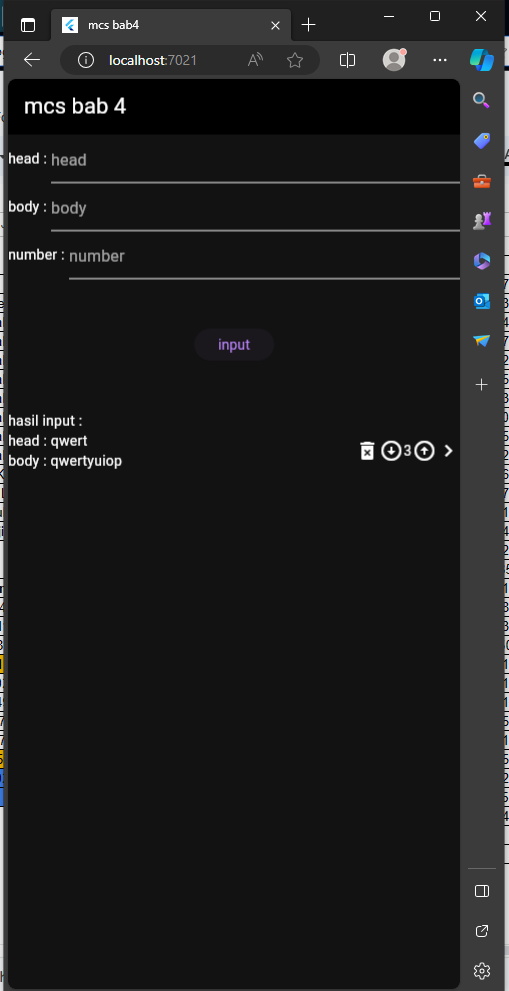 mcs bab4
localhost:7021
mcs bab 4
head : head
body : body
number : number
input
hasil input :
head : qwert
body : qwertyuiop
3